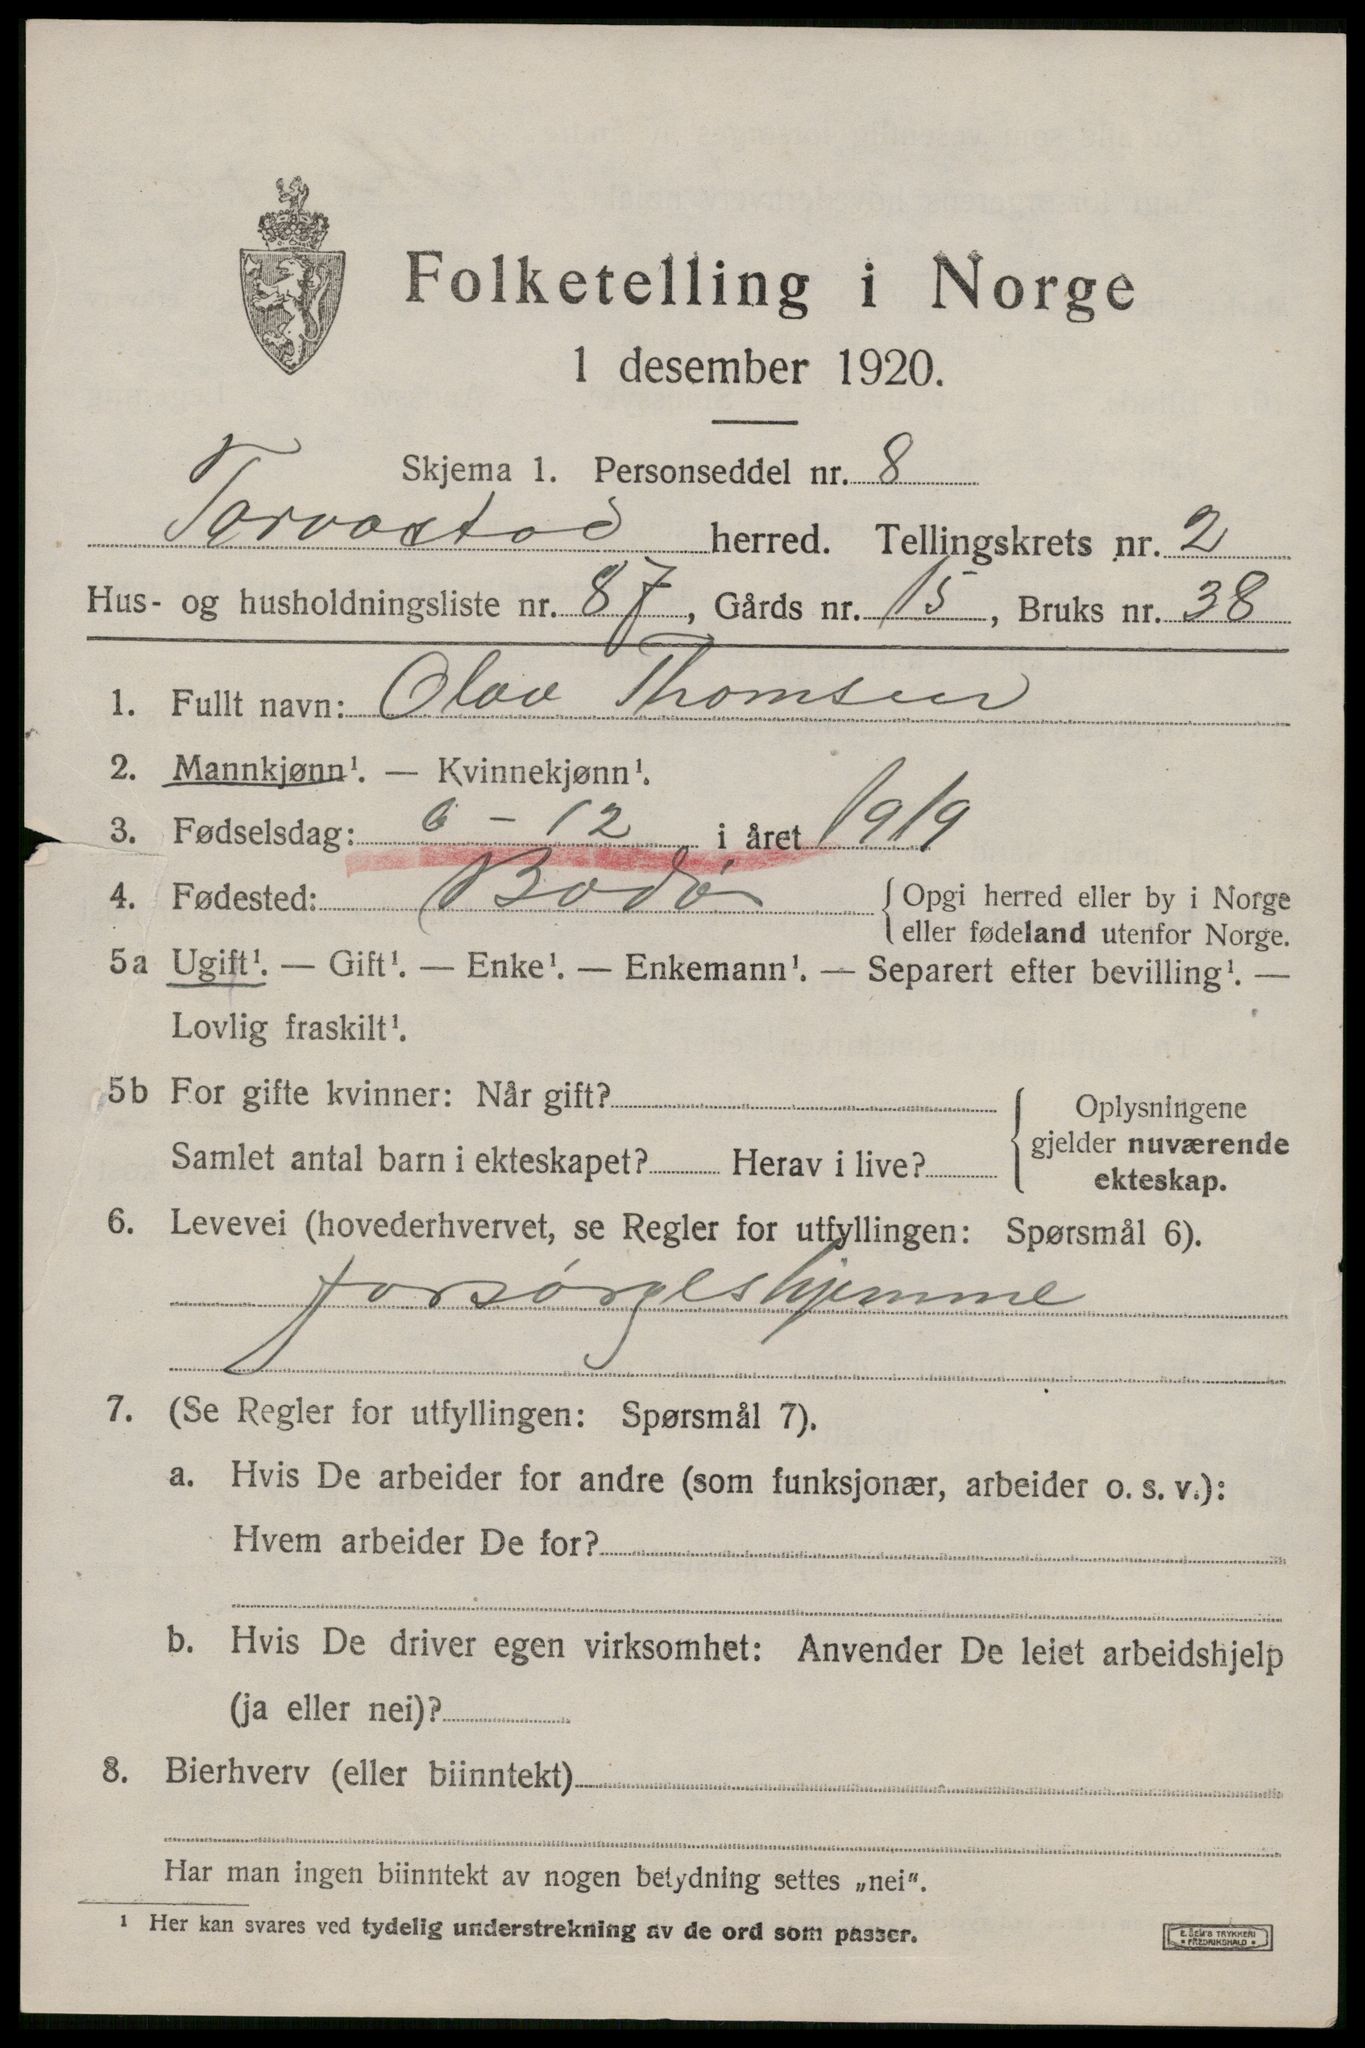 Folketelling i Norge
1 desember 1920.
Skjema 1. Personseddel nr. 8
Torvastad herred. Tellingskrets nr. 2
Hus- og husholdningsliste nr. 87, Gårds nr. 15, Bruks nr. 38
1. Fullt navn: Olav Thomsen
2. Mannkjønn¹. — Kvinnekjønn¹.
3. Fødselsdag: 6 - 12 i året 1919
4. Fødested: Bodø { Opgi herred eller by i Norge
eller fødeland utenfor Norge.
5a Ugift¹. — Gift¹. — Enke¹. — Enkemann¹. — Separert efter bevilling¹. —
Lovlig fraskilt¹.
5b For gifte kvinner: Når gift? { Oplysningene
gjelder nuværende
Samlet antal barn i ekteskapet? Herav i live? ekteskap.
6. Levevei (hovederhvervet, se Regler for utfyllingen: Spørsmål 6).
forsørges hjemme
7. (Se Regler for utfyllingen: Spørsmål 7).
a. Hvis De arbeider for andre (som funksjonær, arbeider o. s. v.):
Hvem arbeider De for?
b. Hvis De driver egen virksomhet: Anvender De leiet arbeidshjelp
(ja eller nei)?
8. Bierhverv (eller biinntekt)
Har man ingen biinntekt av nogen betydning settes „nei".
¹ Her kan svares ved tydelig understrekning av de ord som passer.
E. SEM'S TRYKKERI
FREDRIKSHALD